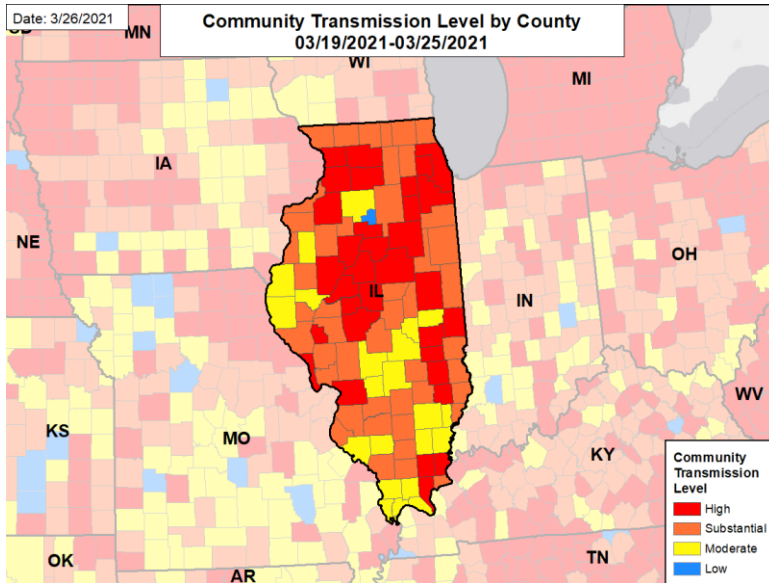 Date: 3/26/2021
Community Transmission Level by County
03/19/2021-03/25/2021
MN
WI
MI
IA
NE
IL
IN
OH
WV
KS
MO
KY
OK
AR
TN
Community
Transmission
Level
High
Substantial
Moderate
Low